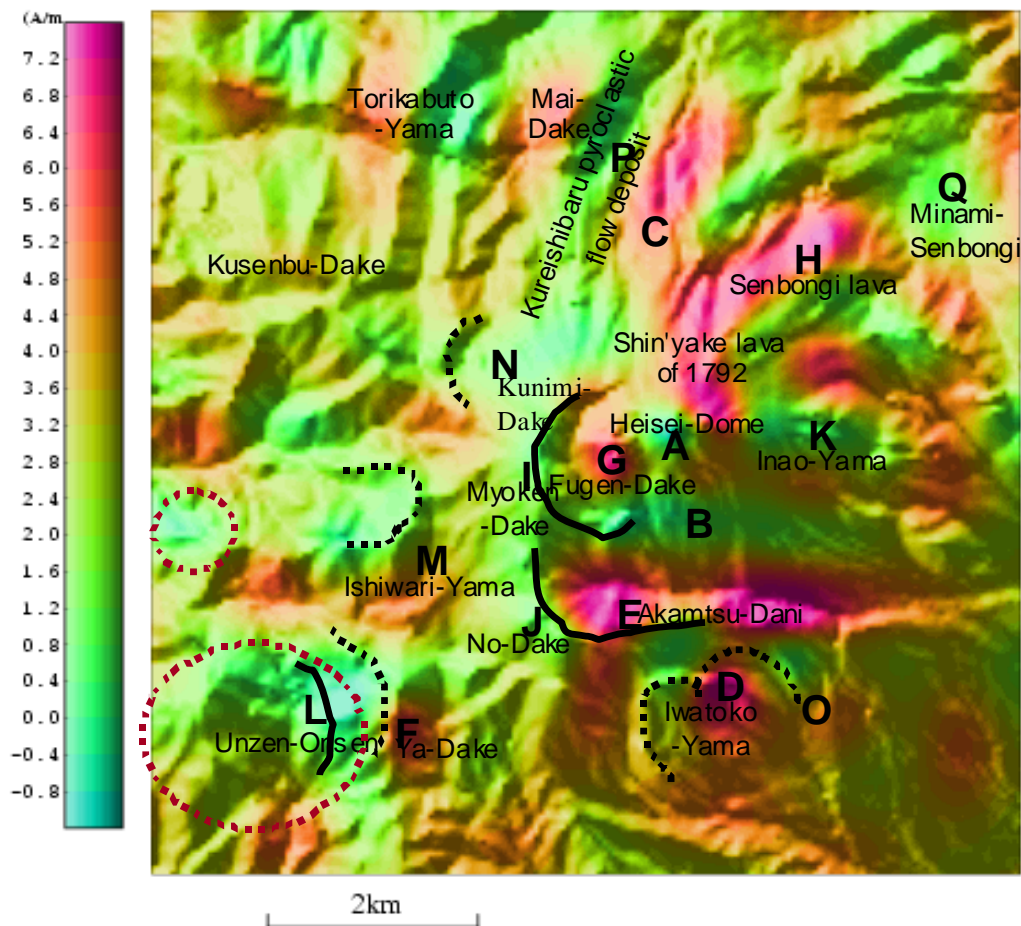 (A/m
7.2
6.8
6.4
6.0
5.6
5.2
4.8
4.4
4.0
3.6
3.2
2.8
2.4
2.0
1.6
1.2
0.8
0.4
0.0
-0.4
-0.8
Torikabuto
-Yama
Mai-
Dake
Kureishibaru pyroclastic
flow deposit
P
C
Q
Minami-
Senbongi
Kusenbu-Dake
H
Senbongi lava
N
Kunimi-
Dake
Shin'yake lava
of 1792
Heisei-Dome
G
A
K
Inao-Yama
I
Fugen-Dake
Myoken
-Dake
B
M
Ishiwari-Yama
E
Akamtsu-Dani
J
No-Dake
D
Iwatoko
-Yama
O
L
Unzen-Onsen
F
Ya-Dake
2km